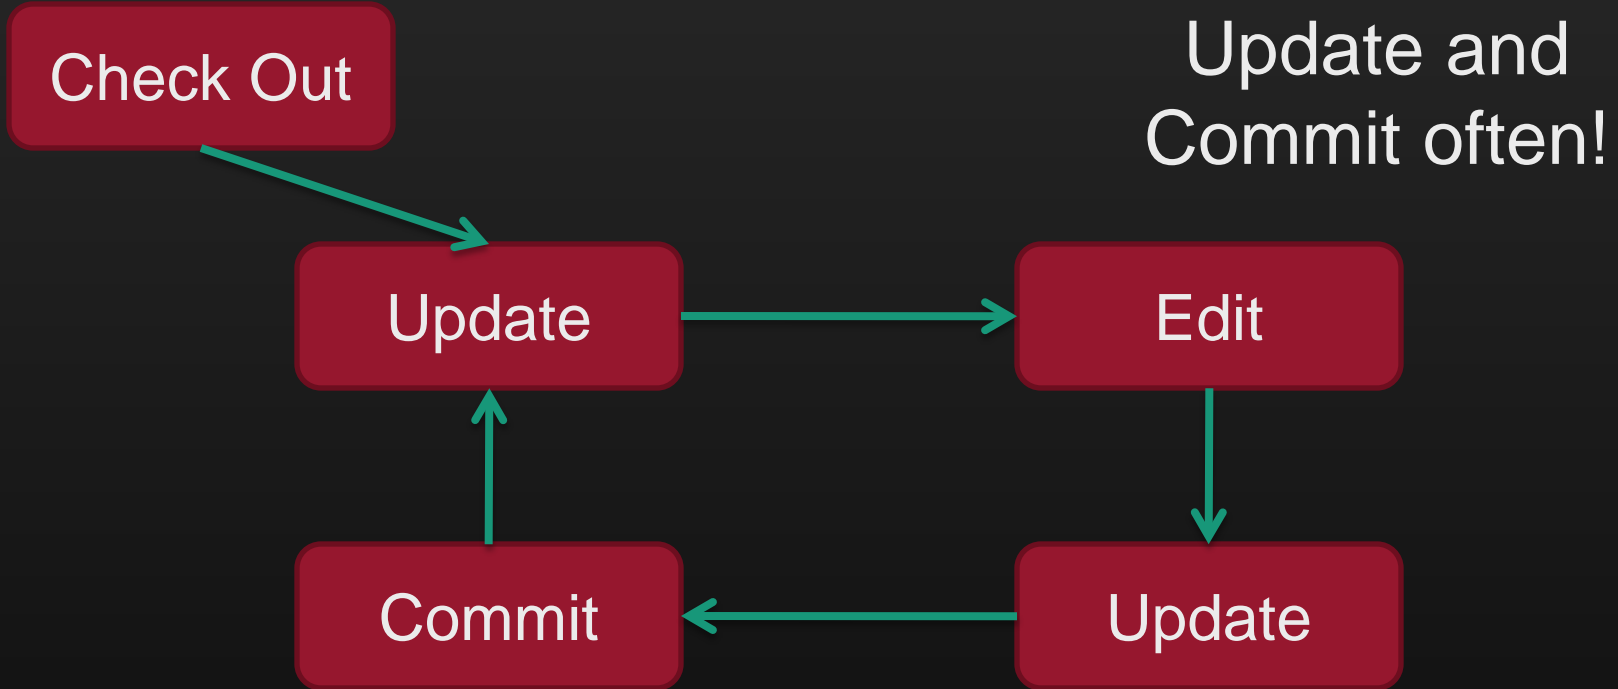 Check Out
Update and
Commit often!
Update
Edit
Commit
Update